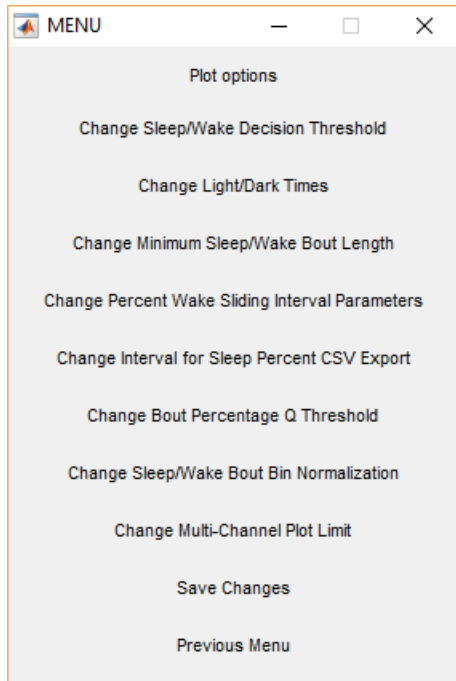 MENU
Plot options
Change Sleep/Wake Decision Threshold
Change Light/Dark Times
Change Minimum Sleep/Wake Bout Length
Change Percent Wake Sliding Interval Parameters
Change Interval for Sleep Percent CSV Export
Change Bout Percentage Q Threshold
Change Sleep/Wake Bout Bin Normalization
Change Multi-Channel Plot Limit
Save Changes
Previous Menu